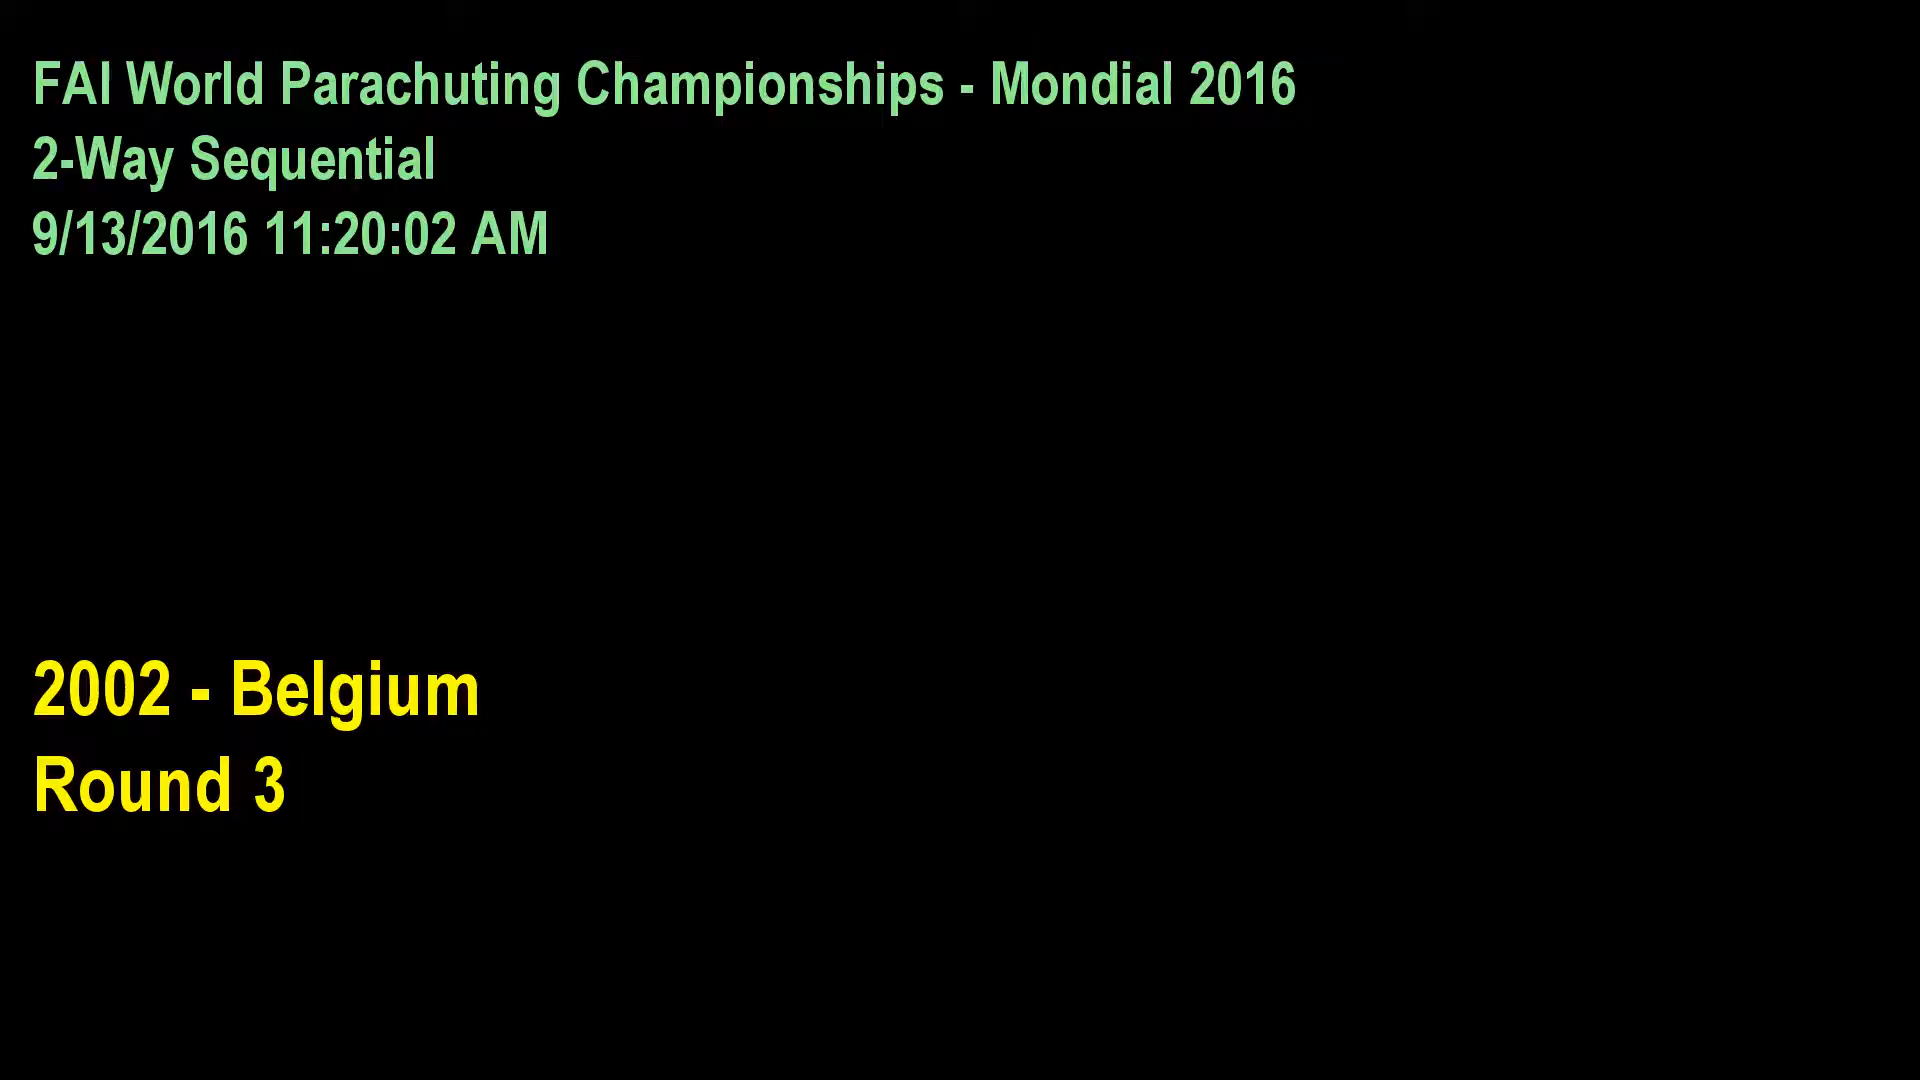 FAI World Parachuting Championships - Mondial 2016
2-Way Sequential
9/13/2016 11:20:02 AM
2002 - Belgium
Round 3